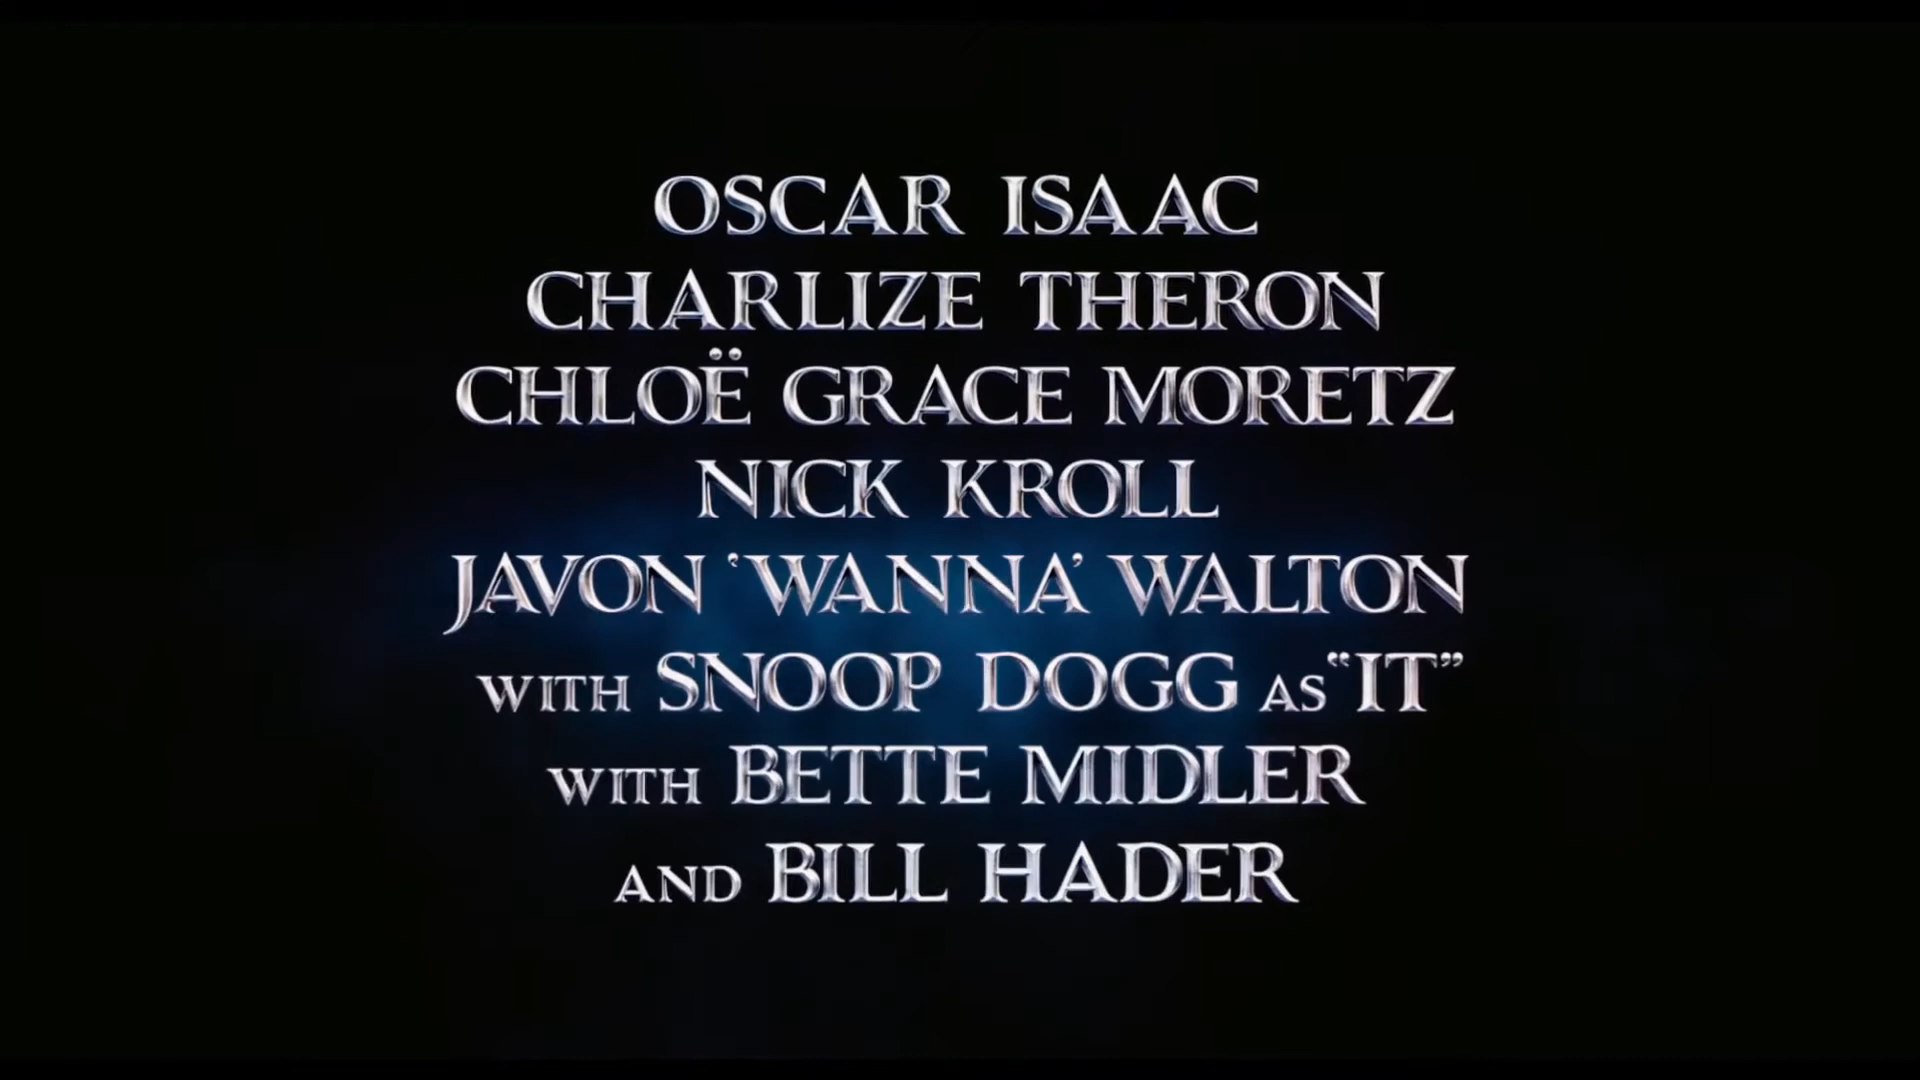 OSCAR ISAAC
CHARLIZE THERON
CHLOË GRACE MORETZ
NICK KROLL
JAVON ‘WANNA’ WALTON
WITH SNOOP DOGG AS “IT”
WITH BETTE MIDLER
AND BILL HADER